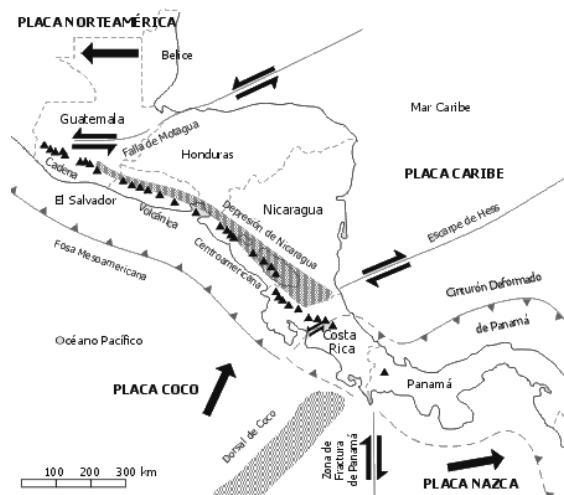 PLACA NORTEAMÉRICA
Belice
Mar Caribe
Guatemala
Falla de Motagua
Honduras
Cadena
PLACA CARIBE
El Salvador
Volcánica
Nicaragua
Depresión de Nicaragua
Escarpe de Hess
Fosa Mesoamericana
Centroamericana
Cinturón Deformado
de Panamá
Océano Pacífico
Costa
Rica
PLACA COCO
Panamá
Dorsal de Coco
Zona de
Fractura
de Panamá
0 100 200 300 km
PLACA NAZCA